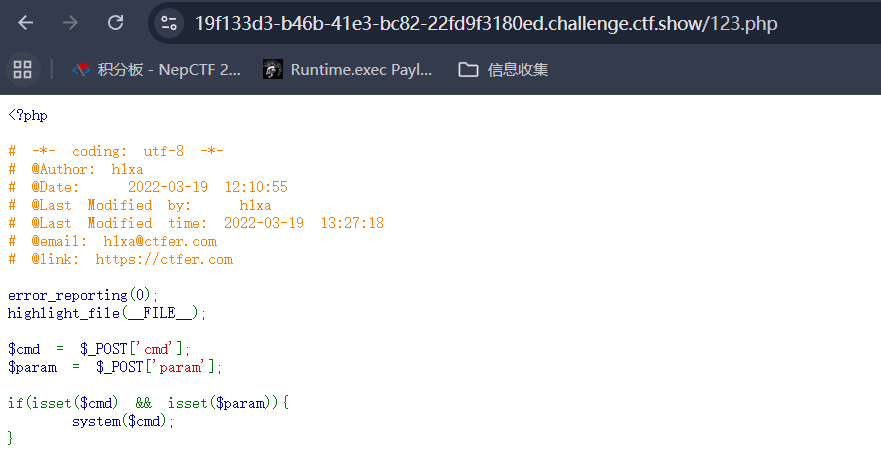 19f133d3-b46b-41e3-bc82-22fd9f3180ed.challenge.ctf.show/123.php
积分板 - NepCTF 2... Runtime.exec Payl... 信息收集
<?php
# -*- coding: utf-8 -*-
# @Author: h1xa
# @Date: 2022-03-19 12:10:55
# @Last Modified by: h1xa
# @Last Modified time: 2022-03-19 13:27:18
# @email: h1xa@ctfer.com
# @link: https://ctfer.com
error_reporting(0);
highlight_file(__FILE__);
$cmd = $_POST['cmd'];
$param = $_POST['param'];
if(isset($cmd) && isset($param)){
system($cmd);
}